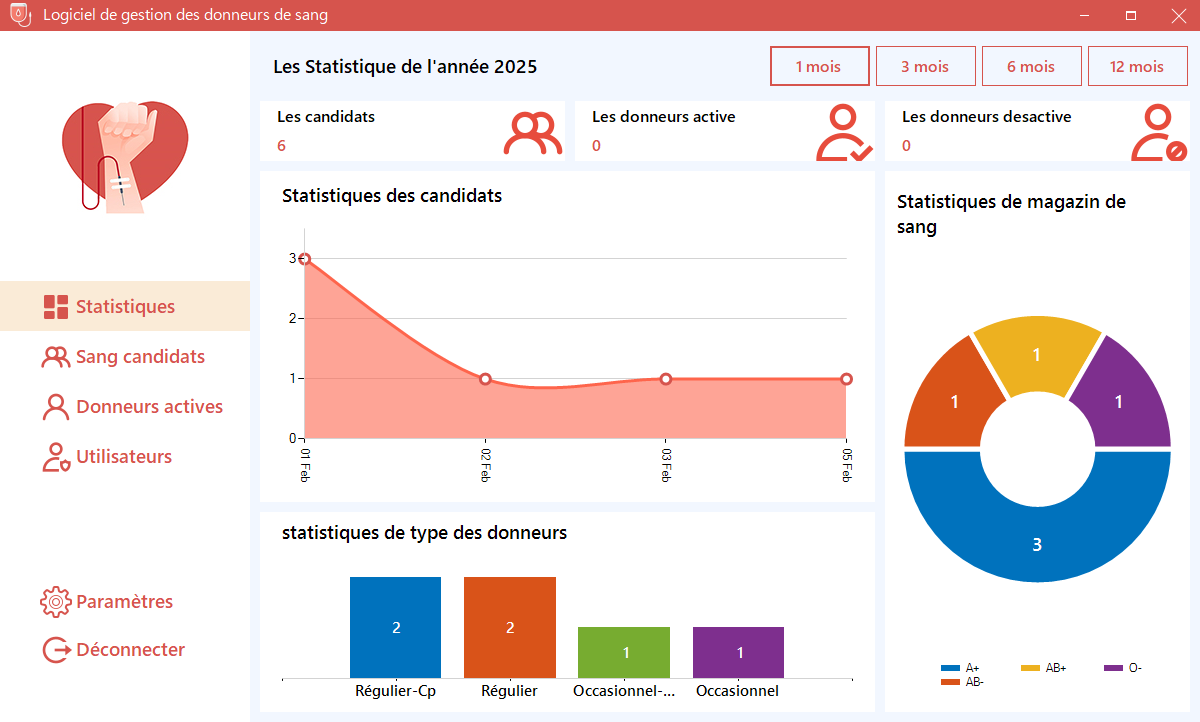 Logiciel de gestion des donneurs de sang
Les Statistique de l'année 2025
1 mois
3 mois
6 mois
12 mois
Les candidats
6
Les donneurs active
0
Les donneurs desactive
0
Statistiques
Sang candidats
Donneurs actives
Utilisateurs
Paramètres
Déconnecter
Statistiques des candidats
3
2
1
0
01 Feb
02 Feb
03 Feb
05 Feb
statistiques de type des donneurs
2
2
1
1
Régulier-Cp
Régulier
Occasionnel-...
Occasionnel
Statistiques de magazin de
sang
1
1
1
3
A+
AB+
O-
AB-